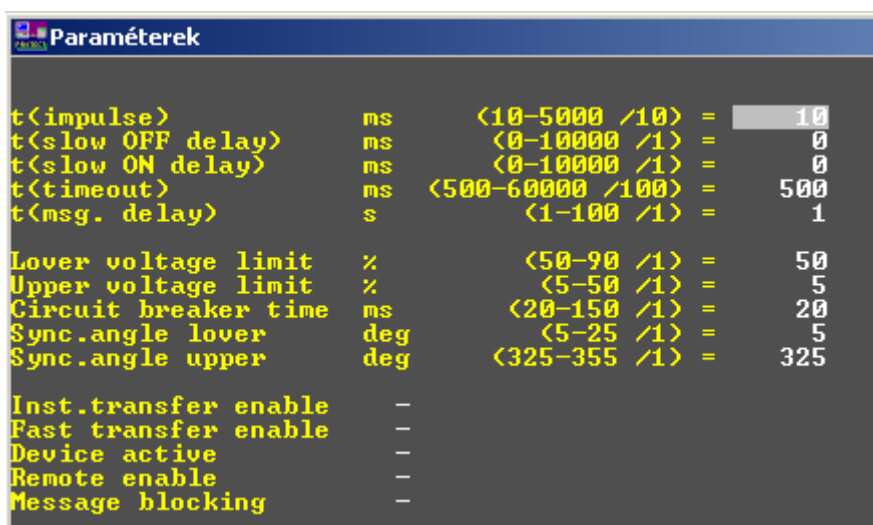 Paraméterek
t(impulse) ms (10-5000 /10) = 10
t(slow OFF delay) ms (0-10000 /1) = 0
t(slow ON delay) ms (0-10000 /1) = 0
t(timeout) ms (500-60000 /100) = 500
t(msg. delay) s (1-100 /1) = 1
Lover voltage limit % (50-90 /1) = 50
Upper voltage limit % (5-50 /1) = 5
Circuit breaker time ms (20-150 /1) = 20
Sync.angle lover deg (5-25 /1) = 5
Sync.angle upper deg (325-355 /1) = 325
Inst.transfer enable -
Fast transfer enable -
Device active -
Remote enable -
Message blocking -